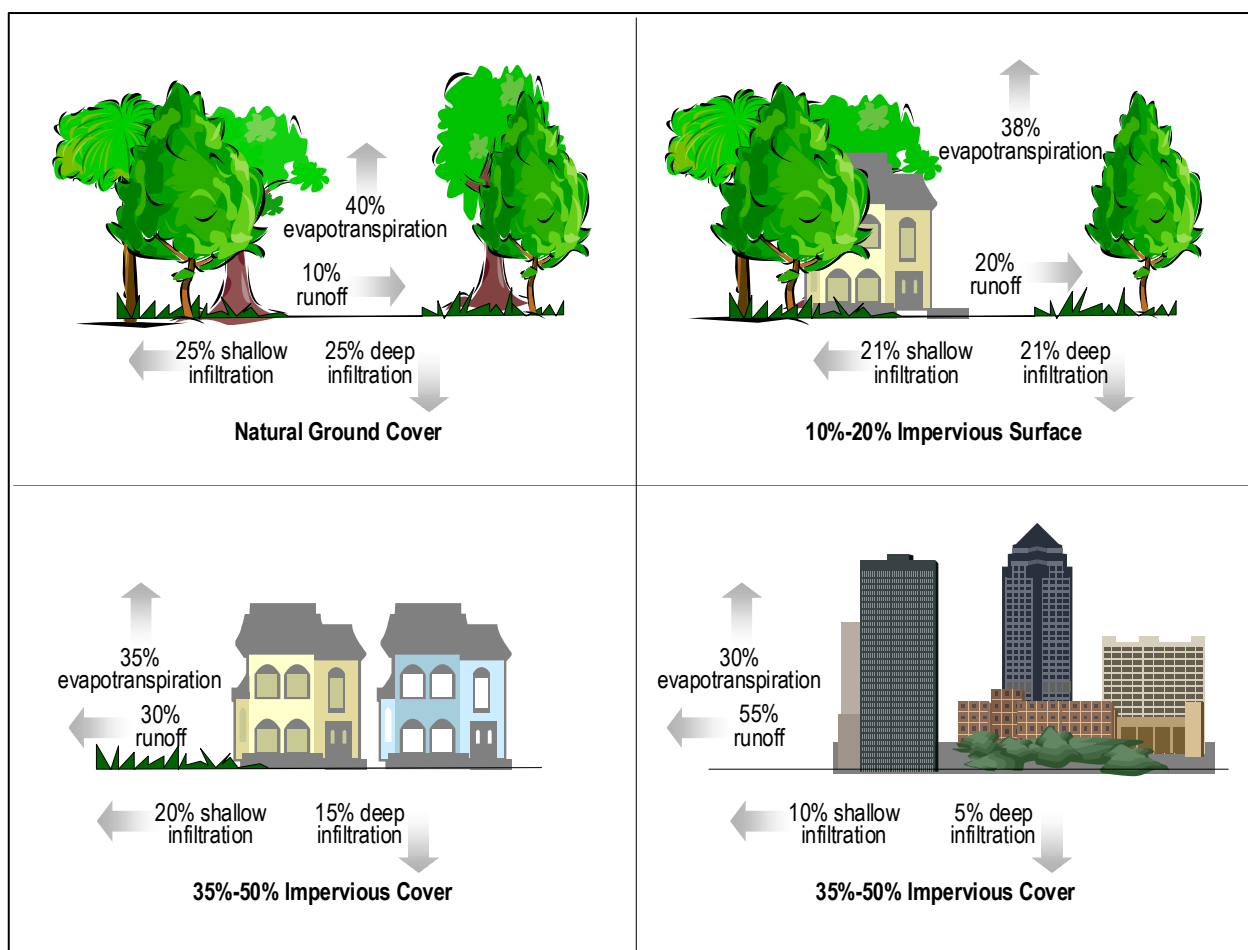 40%
evapotranspiration
10%
runoff
25% shallow
infiltration
25% deep
infiltration
Natural Ground Cover
38%
evapotranspiration
20%
runoff
21% shallow
infiltration
21% deep
infiltration
10%-20% Impervious Surface
35%
evapotranspiration
30%
runoff
20% shallow
infiltration
15% deep
infiltration
35%-50% Impervious Cover
30%
evapotranspiration
55%
runoff
10% shallow
infiltration
5% deep
infiltration
35%-50% Impervious Cover